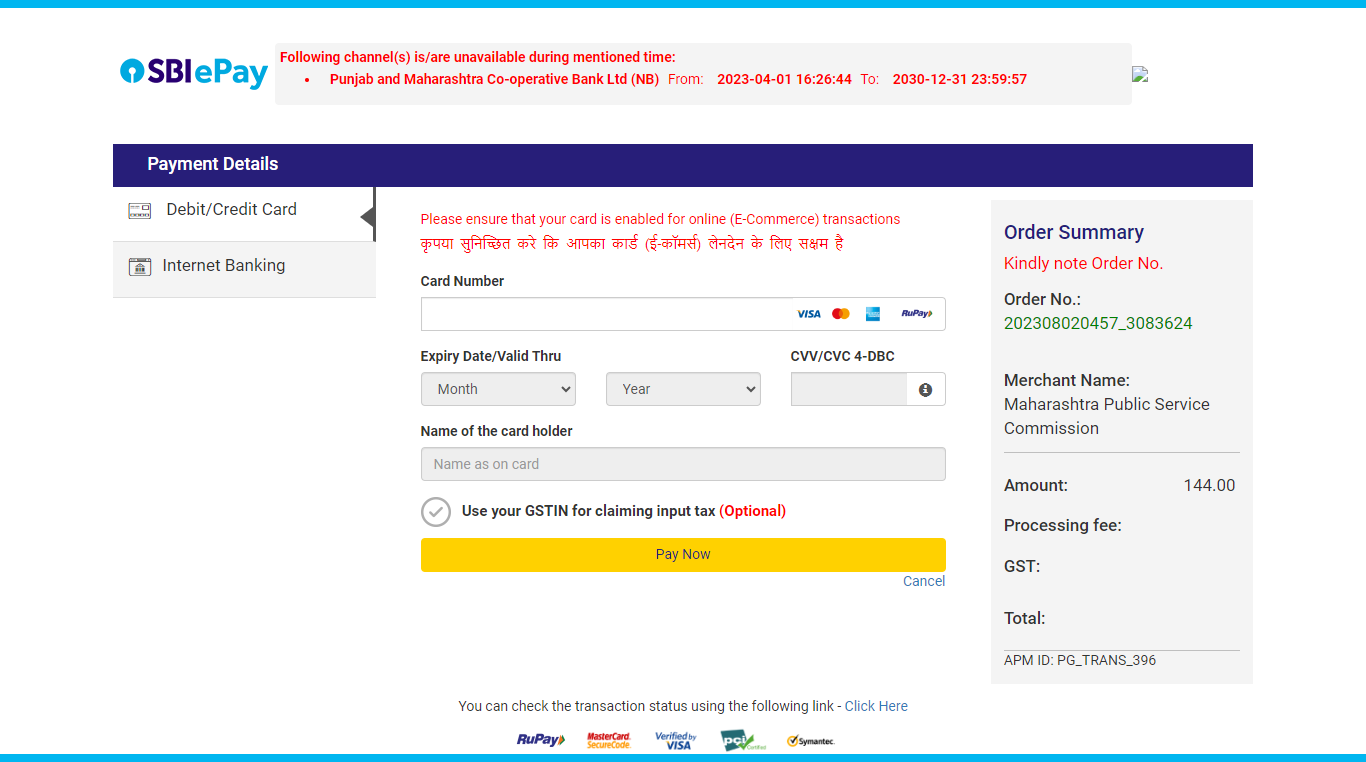 SBI ePay
Following channel(s) is/are unavailable during mentioned time:
Punjab and Maharashtra Co-operative Bank Ltd (NB) From: 2023-04-01 16:26:44 To: 2030-12-31 23:59:57
Payment Details
Debit/Credit Card
Internet Banking
Please ensure that your card is enabled for online (E-Commerce) transactions
कृपया सुनिच्छित करे कि आपका कार्ड (ई-कॉमर्स) लेनदेन के लिए सक्षम है
Card Number
VISA RuPay
Expiry Date/Valid Thru CVV/CVC 4-DBC
Month Year
Name of the card holder
Name as on card
Use your GSTIN for claiming input tax (Optional)
Pay Now
Cancel
Order Summary
Kindly note Order No.
Order No.:
202308020457_3083624
Merchant Name:
Maharashtra Public Service
Commission
Amount: 144.00
Processing fee:
GST:
Total:
APM ID: PG_TRANS_396
You can check the transaction status using the following link - Click Here
RuPay MasterCard. SecureCode. Verified by VISA pci Certified Symantec.